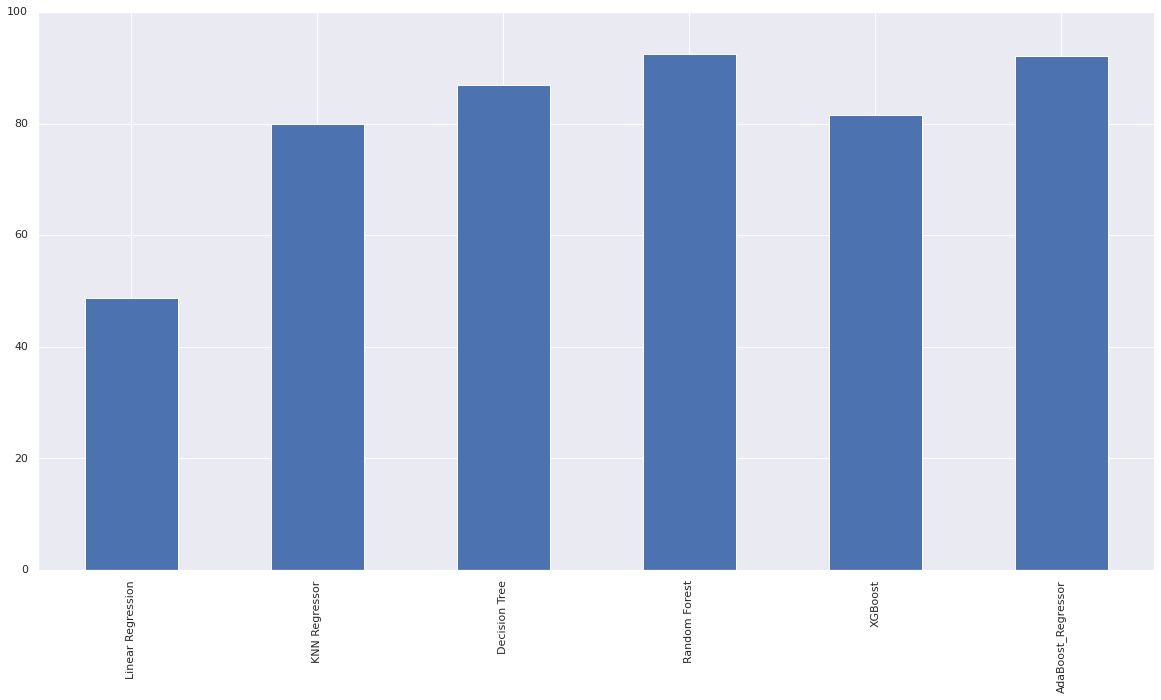 100
80
60
40
20
0
Linear Regression
KNN Regressor
Decision Tree
Random Forest
XGBoost
AdaBoost_Regressor